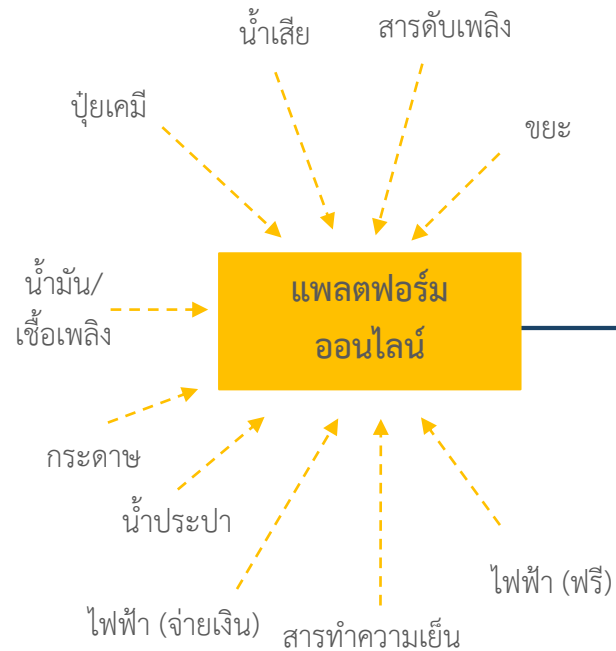 น้ำเสีย
สารดับเพลิง
ปุ๋ยเคมี
ขยะ
น้ำมัน/
เชื้อเพลิง
แพลตฟอร์ม
ออนไลน์
กระดาษ
น้ำประปา
ไฟฟ้า (ฟรี)
ไฟฟ้า (จ่ายเงิน)
สารทำความเย็น